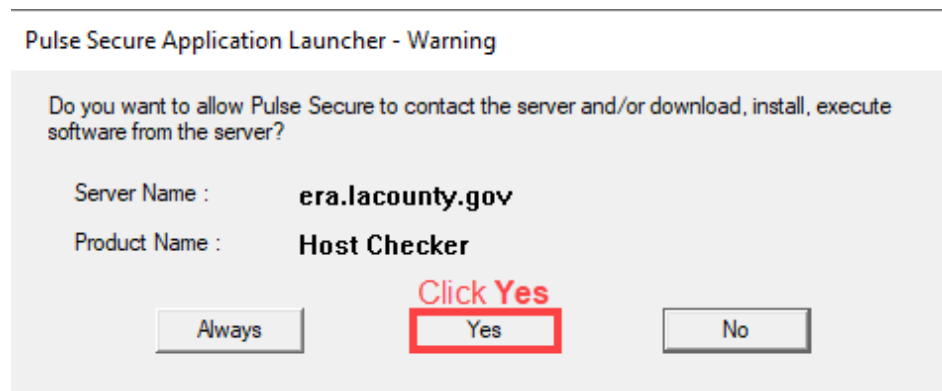 Pulse Secure Application Launcher - Warning
Do you want to allow Pulse Secure to contact the server and/or download, install, execute
software from the server?
Server Name : era.lacounty.gov
Product Name : Host Checker
Click Yes
Always Yes No